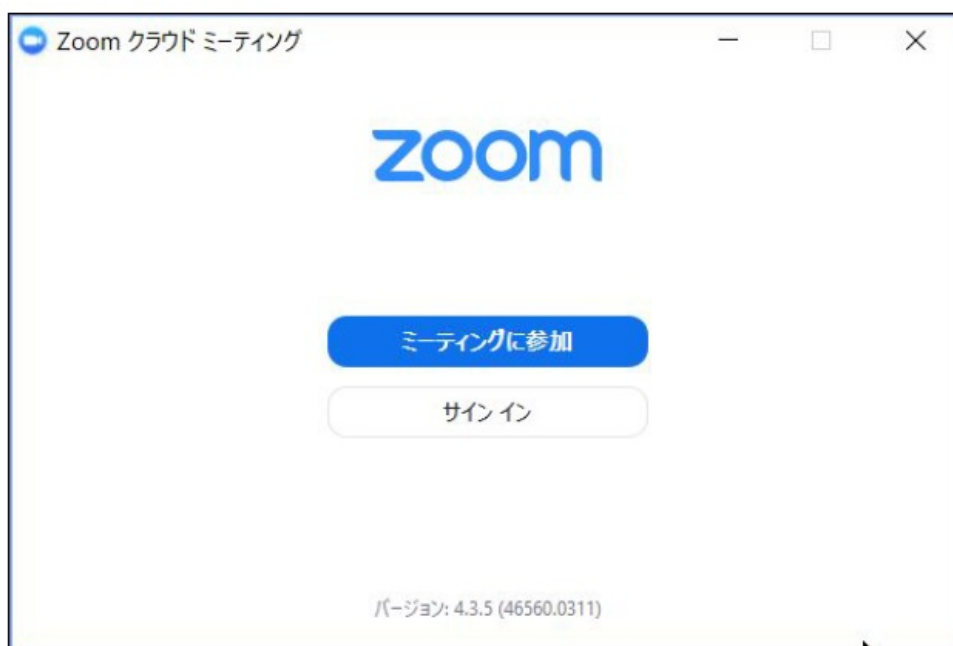 Zoom クラウド ミーティング
zoom
ミーティングに参加
サイン イン
バージョン: 4.3.5 (46560.0311)